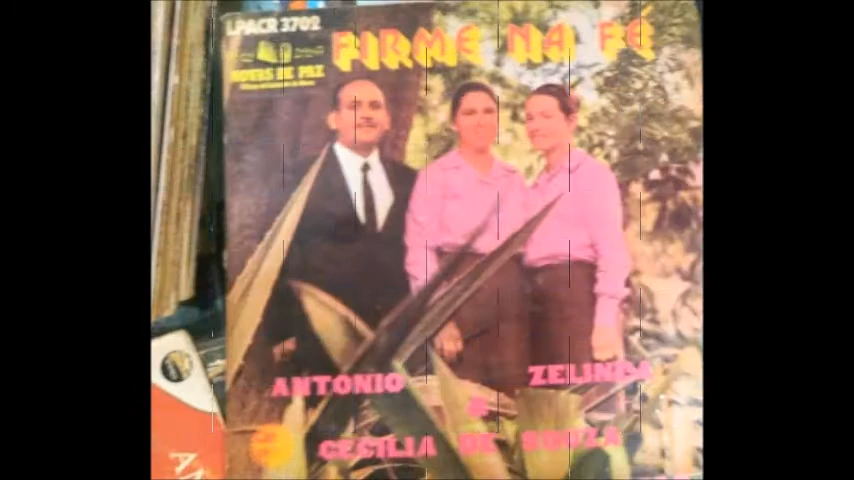 LPACR 3702
FIRME NA FÉ
NOVAS DE PAZ
ANTONIO ZELINDA
&
CECILIA DE SOUZA